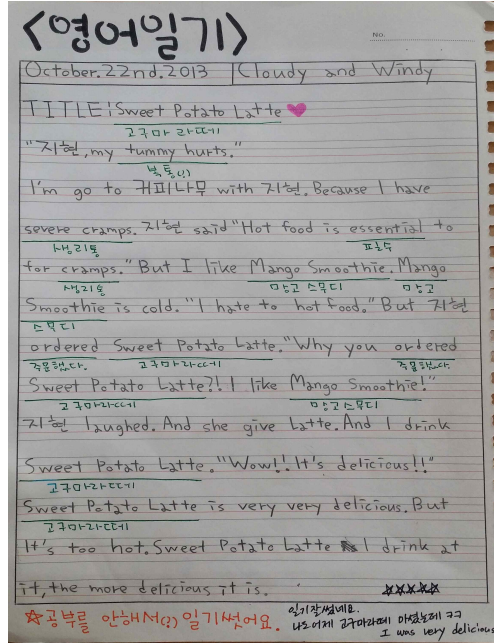 <영어일기>
NO.
October.22nd.2013 Cloudy and Windy
TITLE:Sweet Potato Latte
고구마 라떼
"지현,my tummy hurts."
복통(!)
I'm go to 커피나무 with 지현. Because I have
severe cramps. 지현 said "Hot food is essential to
생리통 필수
for cramps." But I like Mango Smoothie. Mango
생리통 망고 스무디 망고
Smoothie is cold. "I hate to hot food." But 지현
스무디
ordered Sweet Potato Latte. "Why you ordered
주문했다. 고구마라떼 주문했다.
Sweet Potato Latte?! I like Mango Smoothie!"
고구마라떼 망고스무디
지현 laughed. And she give Latte. And I drink
Sweet Potato Latte. "Wow!! It's delicious!!"
고구마라떼
Sweet Potato Latte is very very delicious. But
고구마라떼
It's too hot. Sweet Potato Latte I drink at
it, the more delicious it is. ☆☆☆☆☆
☆공부를 안해서(!) 일기썼어요.
일기잘썼네요.
나도어제 고구마라떼 마셨는데 ㅋㅋ
I was very delicious